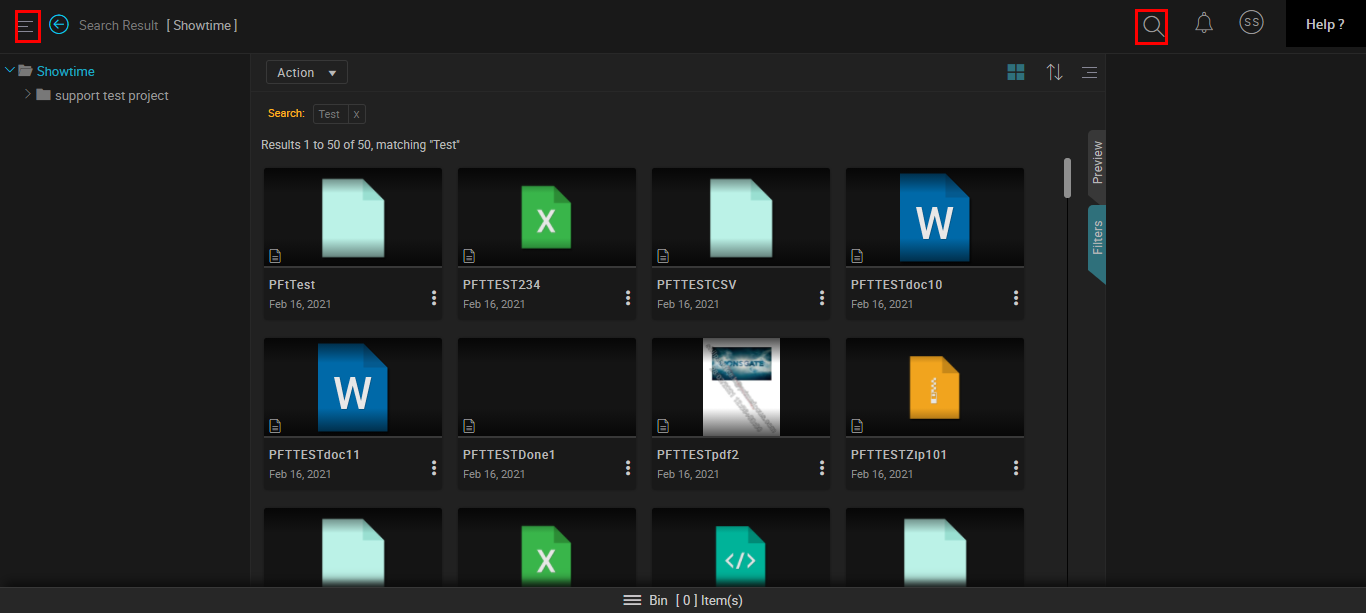 Search Result [ Showtime ]
SS
Help ?
Showtime
support test project
Action
Search: Test x
Results 1 to 50 of 50, matching "Test"
Preview
Filters
X
W
PFtTest
PFTTEST234
PFTTESTCSV
PFTTESTdoc10
Feb 16, 2021
Feb 16, 2021
Feb 16, 2021
Feb 16, 2021
W
LIONSGATE
PFTTESTdoc11
PFTTESTDone1
PFTTESTpdf2
PFTTESTZip101
Feb 16, 2021
Feb 16, 2021
Feb 16, 2021
Feb 16, 2021
X
</>
Bin [ 0 ] Item(s)